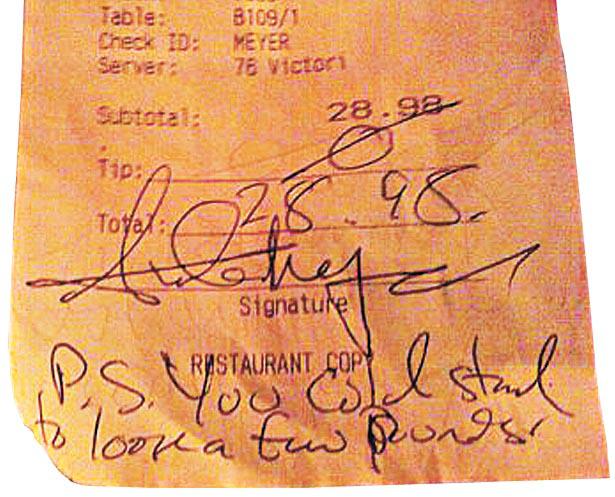 Table: B109/1
Check ID: MEYER
Server: 76 Victori
Subtotal: 28.98
Tip: 0
Total: 28.98.
Signature
RESTAURANT COPY
P.S. You cold stand
to loose a few pounds.